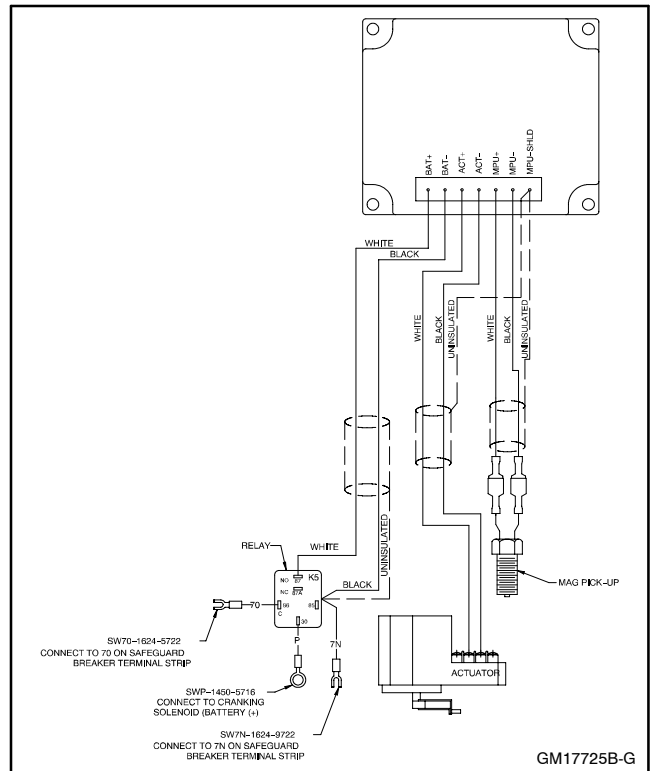 BAT+
BAT-
ACT+
ACT-
MPU+
MPU-
MPU-SHLD
WHITE
BLACK
WHITE
BLACK
UNINSULATED
WHITE
BLACK
UNINSULATED
UNINSULATED
RELAY
WHITE
NO
87
K5
NC
87A
BLACK
70
86
85
C
30
P
7N
MAG PICK-UP
SW70-1624-5722
CONNECT TO 70 ON SAFEGUARD
BREAKER TERMINAL STRIP
ACTUATOR
SWP-1450-5716
CONNECT TO CRANKING
SOLENOID (BATTERY (+)
SW7N-1624-9722
CONNECT TO 7N ON SAFEGUARD
BREAKER TERMINAL STRIP
GM17725B-G